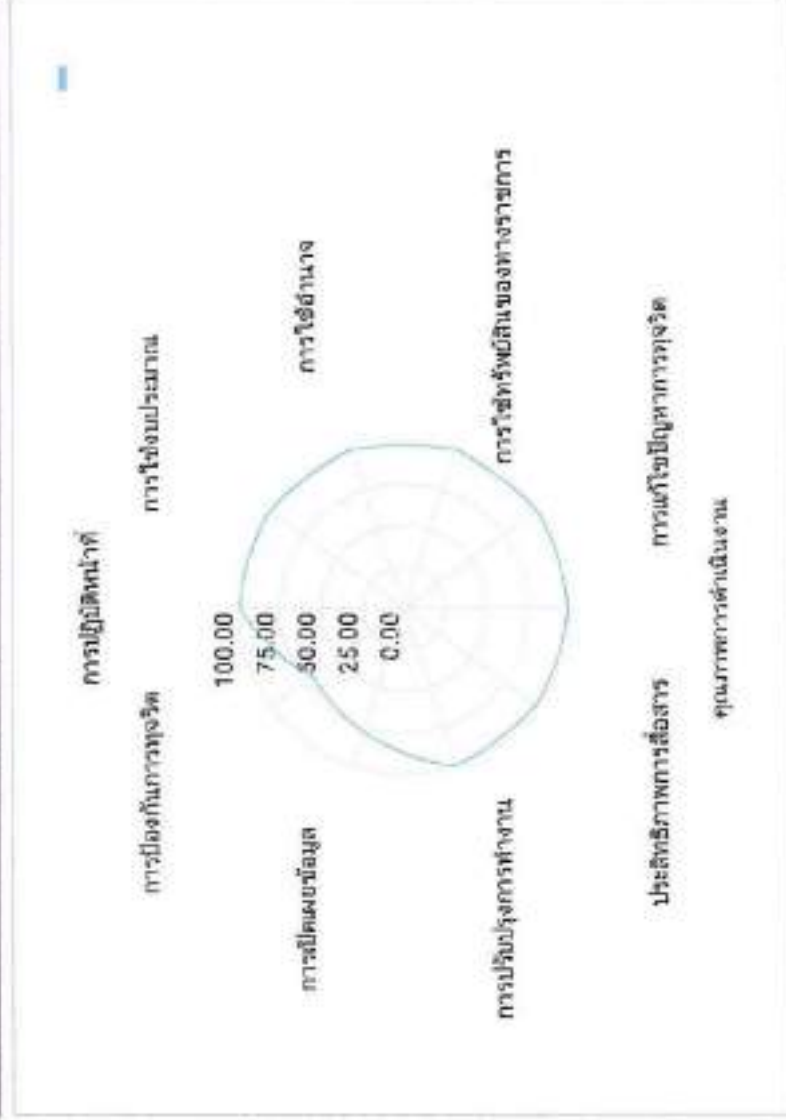 การปฏิบัติหน้าที่
การป้องกันการทุจริต
การใช้งบประมาณ
100.00
75.00
50.00
25.00
0.00
การเปิดเผยข้อมูล
การใช้อำนาจ
การปรับปรุงการทำงาน
การใช้ทรัพย์สินของทางราชการ
ประสิทธิภาพการสื่อสาร
การแก้ไขปัญหาการทุจริต
คุณภาพการดำเนินงาน